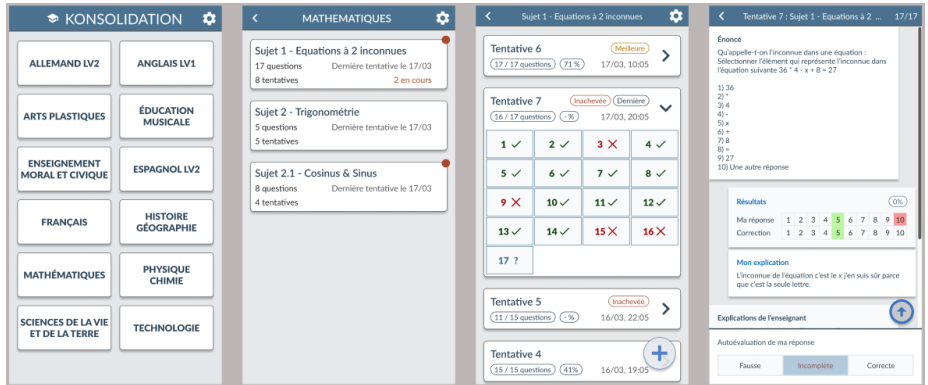 KONSOLIDATION
ALLEMAND LV2
ANGLAIS LV1
ARTS PLASTIQUES
ÉDUCATION
MUSICALE
ENSEIGNEMENT
MORAL ET CIVIQUE
ESPAGNOL LV2
FRANÇAIS
HISTOIRE
GÉOGRAPHIE
MATHÉMATIQUES
PHYSIQUE
CHIMIE
SCIENCES DE LA VIE
ET DE LA TERRE
TECHNOLOGIE
MATHEMATIQUES
Sujet 1 - Equations à 2 inconnues
17 questions Dernière tentative le 17/03
8 tentatives 2 en cours
Sujet 2 - Trigonométrie
5 questions Dernière tentative le 17/03
5 tentatives
Sujet 2.1 - Cosinus & Sinus
8 questions Dernière tentative le 17/03
4 tentatives
Sujet 1 - Equations à 2 inconnues
Tentative 6 Meilleure
17 / 17 questions 71 % 17/03, 10:05
Tentative 7 Inachevée Dernière
16 / 17 questions - % 17/03, 20:05
1 ✓ 2 ✓ 3 ✕ 4 ✓
5 ✓ 6 ✓ 7 ✓ 8 ✓
9 ✕ 10 ✓ 11 ✓ 12 ✓
13 ✓ 14 ✓ 15 ✕ 16 ✕
17 ?
Tentative 5 Inachevée
11 / 15 questions - % 16/03, 22:05
Tentative 4
15 / 15 questions 41% 16/03, 19:05
Tentative 7 : Sujet 1 - Equations à 2 ... 17/17
Énoncé
Qu'appelle-t-on l'inconnue dans une équation :
Sélectionner l'élément qui représente l'inconnue dans
l'équation suivante 36 * 4 - x + 8 = 27
1) 36
2) *
3) 4
4) -
5) x
6) +
7) 8
8) =
9) 27
10) Une autre réponse
Résultats 0%
Ma réponse 1 2 3 4 5 6 7 8 9 10
Correction 1 2 3 4 5 6 7 8 9 10
Mon explication
L'inconnue de l'équation c'est le x j'en suis sûr parce
que c'est la seule lettre.
Explications de l'enseignant
Autoévaluation de ma réponse
Fausse Incomplète Correcte